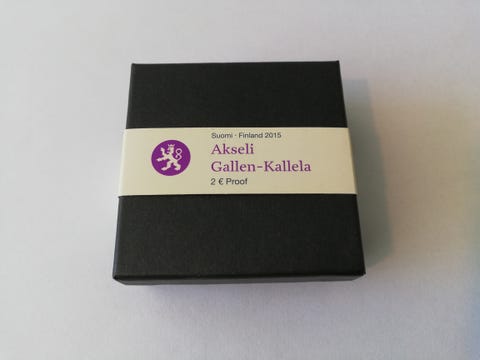 Suomi · Finland 2015
Akseli
Gallen-Kallela
2 € Proof